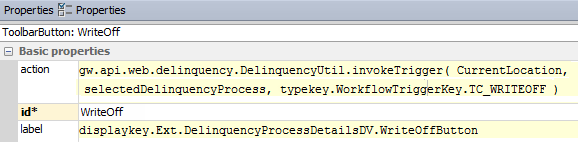 Properties Properties
ToolbarButton: WriteOff
Basic properties
action gw.api.web.delinquency.DelinquencyUtil.invokeTrigger( CurrentLocation,
selectedDelinquencyProcess, typekey.WorkflowTriggerKey.TC_WRITEOFF )
id* WriteOff
label displaykey.Ext.DelinquencyProcessDetailsDV.WriteOffButton